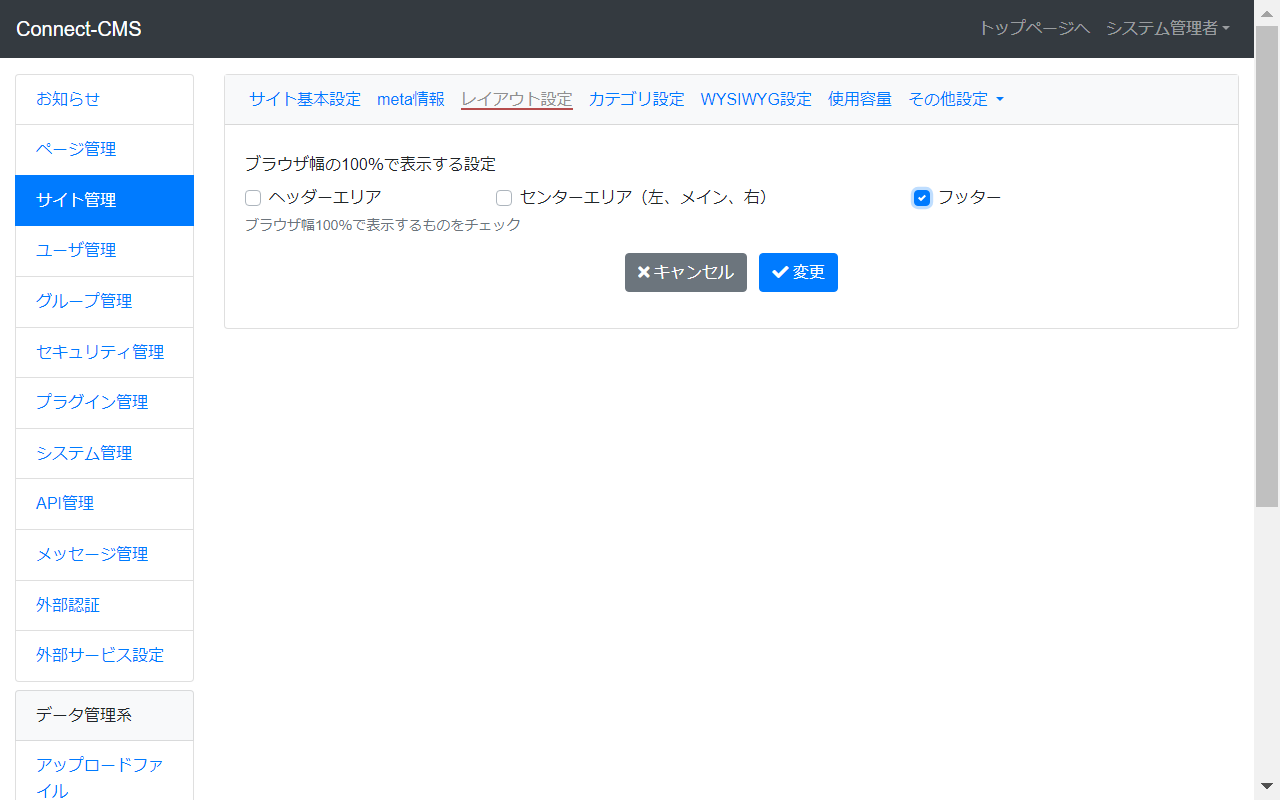 Connect-CMS
トップページへ システム管理者
お知らせ
ページ管理
サイト管理
ユーザ管理
グループ管理
セキュリティ管理
プラグイン管理
システム管理
API管理
メッセージ管理
外部認証
外部サービス設定
データ管理系
アップロードファ
イル
サイト基本設定 meta情報 レイアウト設定 カテゴリ設定 WYSIWYG設定 使用容量 その他設定
ブラウザ幅の100%で表示する設定
ヘッダーエリア センターエリア（左、メイン、右） フッター
ブラウザ幅100%で表示するものをチェック
キャンセル 変更